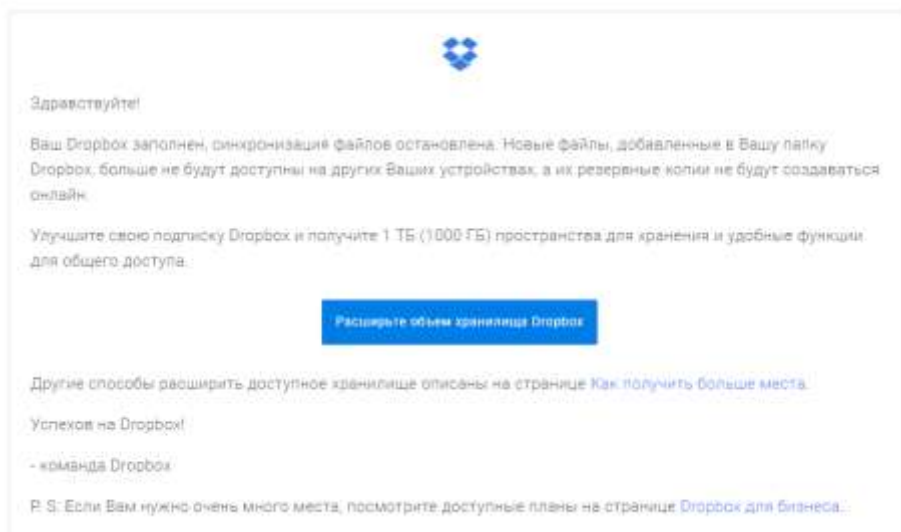 Здравствуйте!
Ваш Dropbox заполнен, синхронизация файлов остановлена. Новые файлы, добавленные в Вашу папку
Dropbox, больше не будут доступны на других Ваших устройствах, а их резервные копии не будут создаваться
онлайн.
Улучшите свою подписку Dropbox и получите 1 ТБ (1000 ГБ) пространства для хранения и удобные функции
для общего доступа.
Расширьте объем хранилища Dropbox
Другие способы расширить доступное хранилище описаны на странице Как получить больше места.
Успехов на Dropbox!
- команда Dropbox
P. S. Если Вам нужно очень много места, посмотрите доступные планы на странице Dropbox для бизнеса.